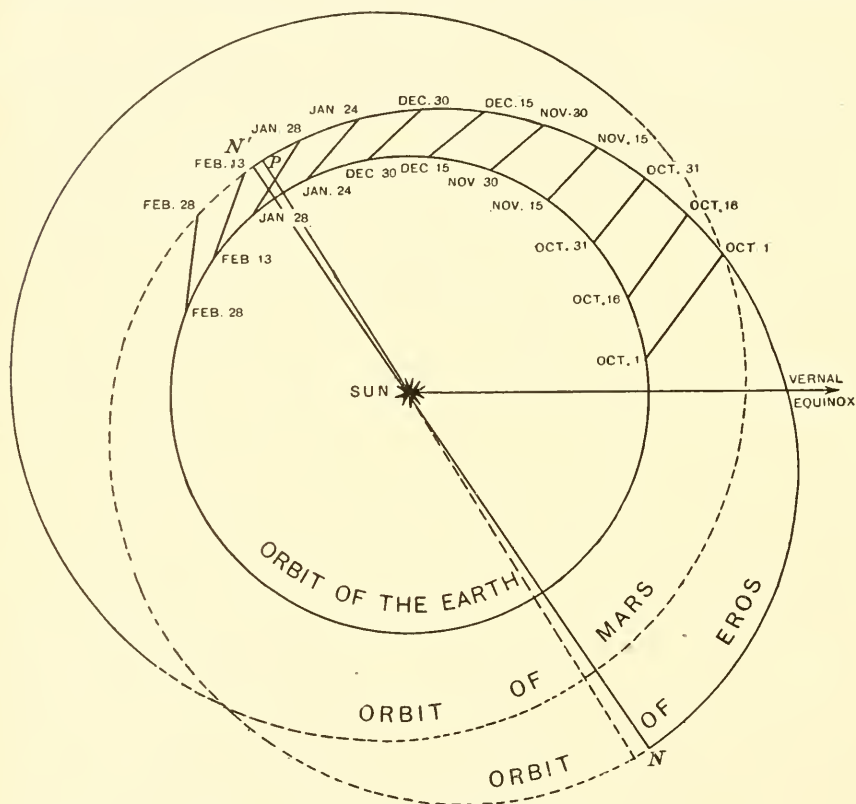 DEC. 30
DEC. 15
NOV. 30
NOV. 15
OCT. 31
OCT. 16
OCT. 1
JAN 24
JAN. 28
N'
P
FEB. 13
FEB. 28
DEC 30
DEC 15
NOV 30
NOV. 15
OCT. 31
OCT. 16
OCT. 1
JAN. 24
JAN 28
FEB 13
FEB. 28
SUN
VERNAL
EQUINOX
ORBIT OF THE EARTH
ORBIT OF MARS
ORBIT OF EROS
N